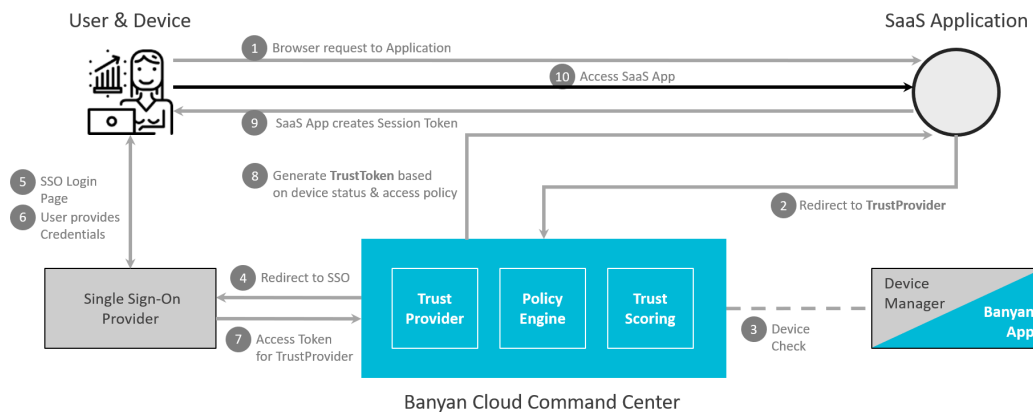 User & Device
SaaS Application
1 Browser request to Application
10 Access SaaS App
9 SaaS App creates Session Token
8 Generate TrustToken based
on device status & access policy
5 SSO Login
Page
6 User provides
Credentials
2 Redirect to TrustProvider
4 Redirect to SSO
Single Sign-On
Provider
7 Access Token
for TrustProvider
Trust
Provider
Policy
Engine
Trust
Scoring
3 Device
Check
Device
Manager
Banyan
App
Banyan Cloud Command Center